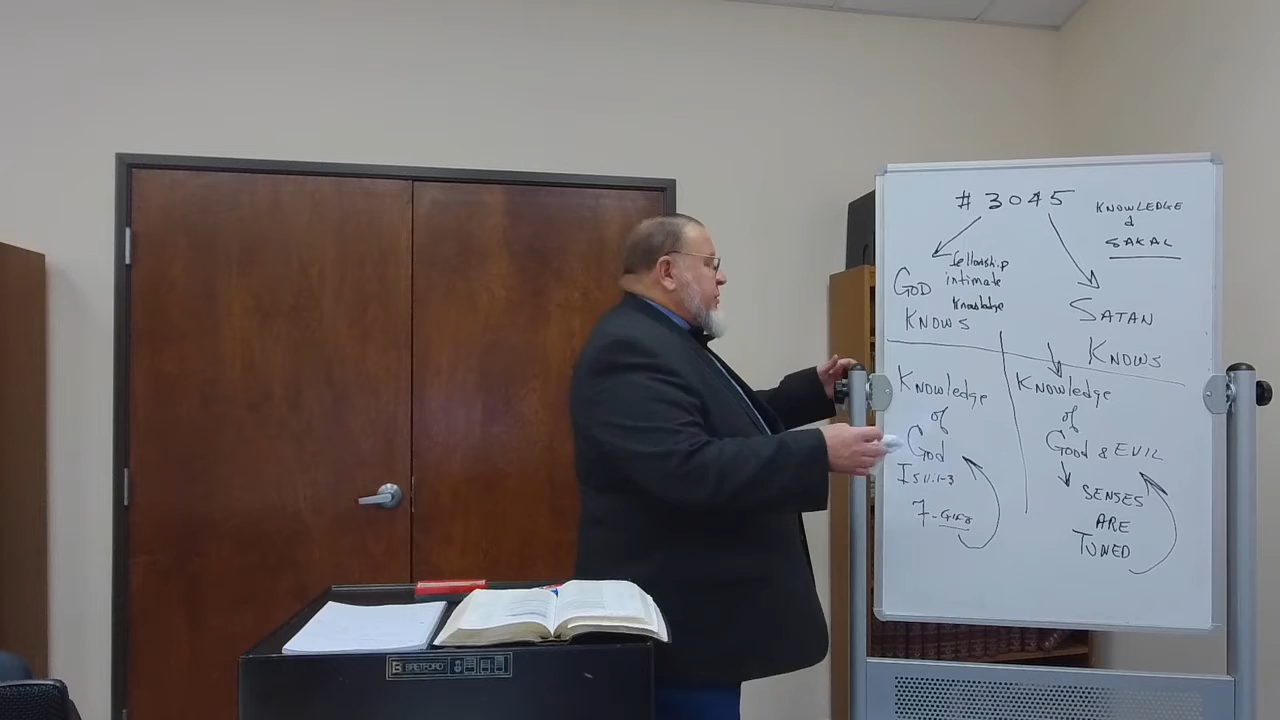 #3045
KNOWLEDGE
&
SAKAL
fellowship
intimate
Knowledge
GOD
KNOWS
SATAN
KNOWS
Knowledge
of
God
Is 11:1-3
7-GIFTS
KNOWledge
of
Good & EVIL
SENSES
ARE
TUNED
BRETFORD